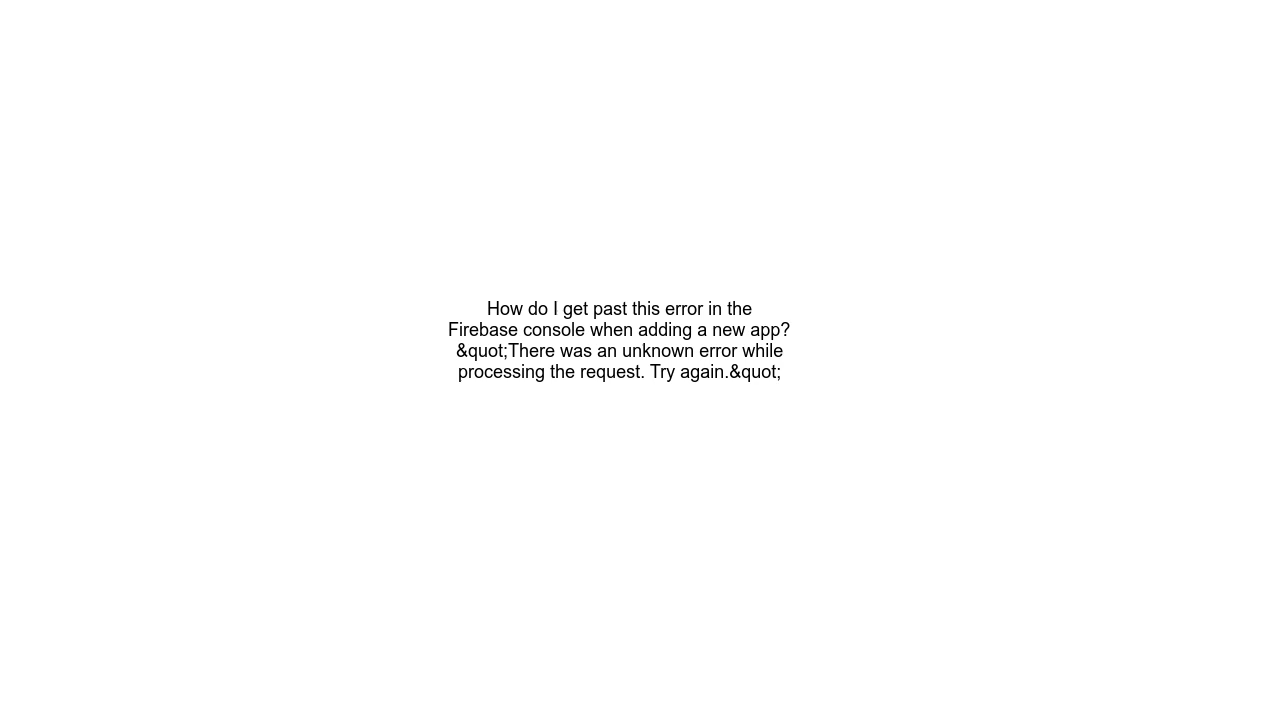 How do I get past this error in the
Firebase console when adding a new app?
&quot;There was an unknown error while
processing the request. Try again.&quot;